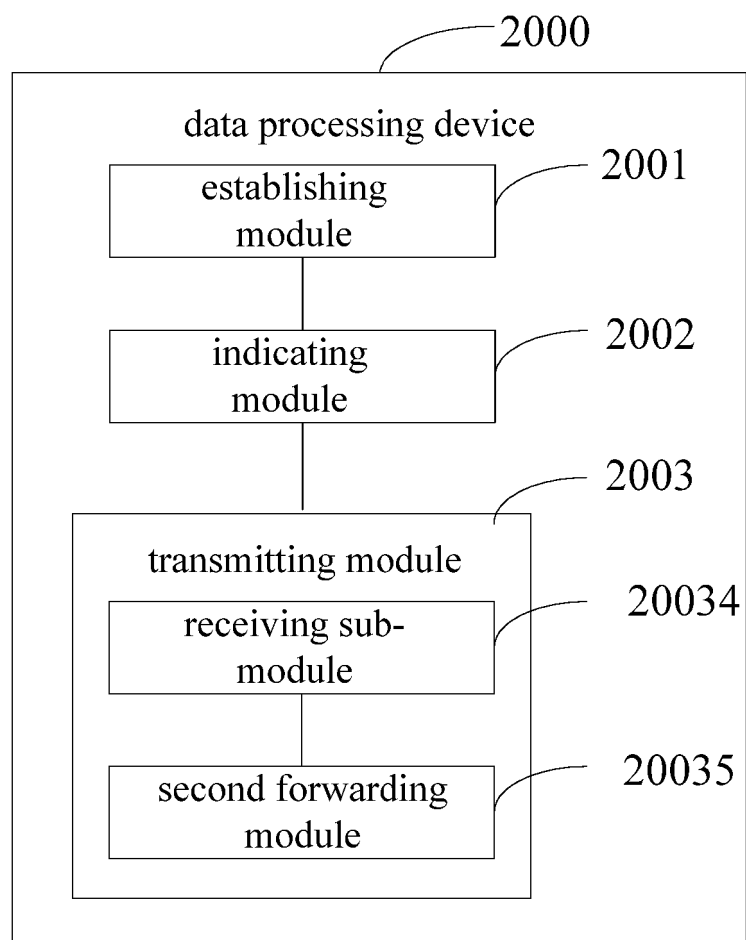 2000
data processing device
establishing
module
2001
indicating
module
2002
2003
transmitting module
receiving sub-
module
20034
second forwarding
module
20035